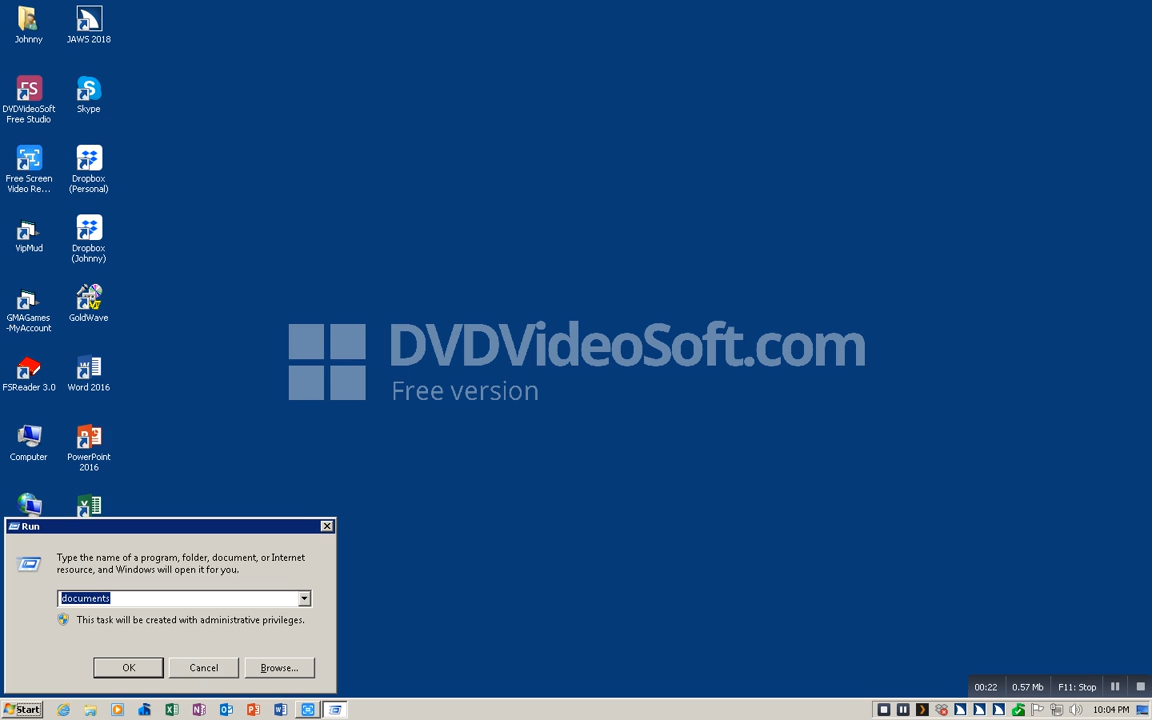 Johnny
JAWS 2018
DVDVideoSoft
Free Studio
Skype
Free Screen
Video Re...
Dropbox
(Personal)
VipMud
Dropbox
(Johnny)
GMAGames
-MyAccount
GoldWave
FSReader 3.0
Word 2016
Computer
PowerPoint
2016
DVDVideoSoft.com
Free version
Run
Type the name of a program, folder, document, or Internet
resource, and Windows will open it for you.
documents
This task will be created with administrative privileges.
OK
Cancel
Browse...
00:22
0.57 Mb
F11: Stop
Start
10:04 PM